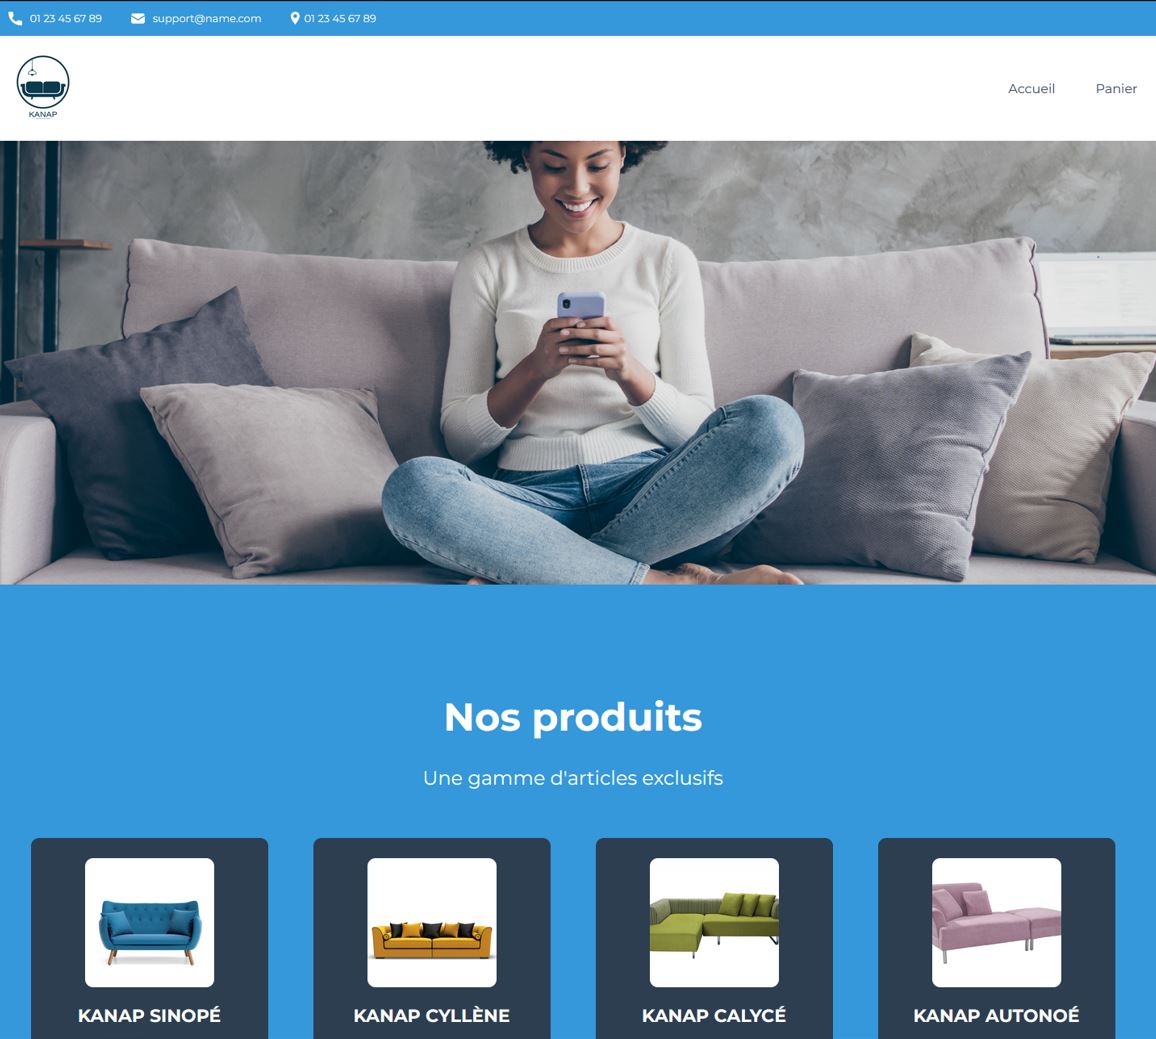 01 23 45 67 89 support@name.com 01 23 45 67 89
KANAP
Accueil Panier
Nos produits
Une gamme d'articles exclusifs
KANAP SINOPÉ KANAP CYLLÈNE KANAP CALYCÉ KANAP AUTONOÉ